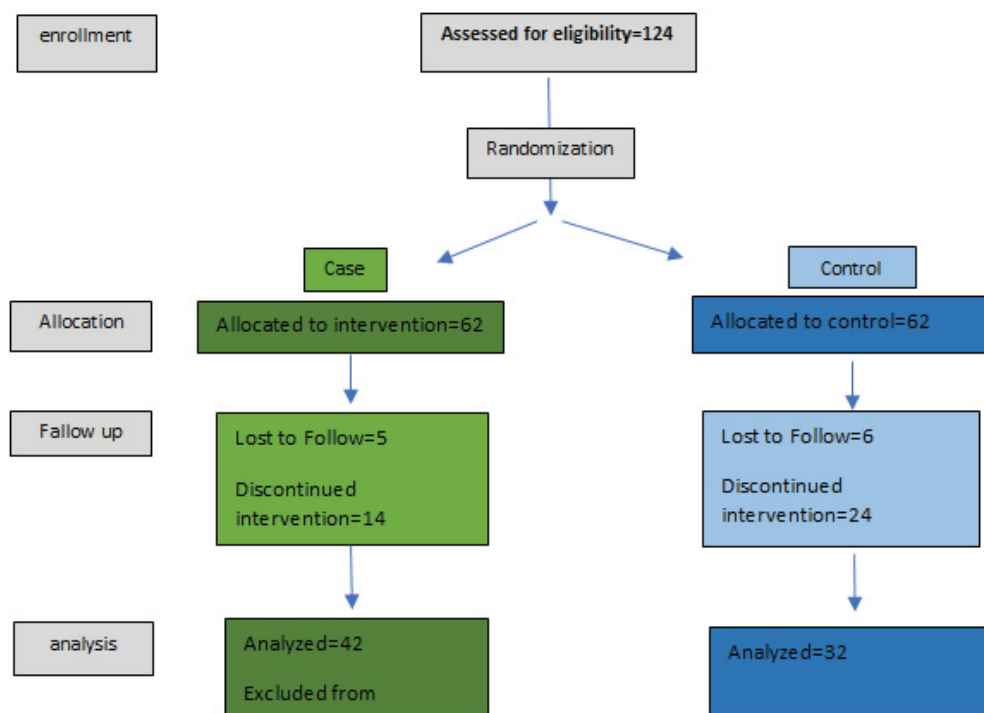 enrollment
Assessed for eligibility=124
Randomization
Case
Control
Allocation
Allocated to intervention=62
Allocated to control=62
Fallow up
Lost to Follow=5
Discontinued
intervention=14
Lost to Follow=6
Discontinued
intervention=24
analysis
Analyzed=42
Excluded from
Analyzed=32